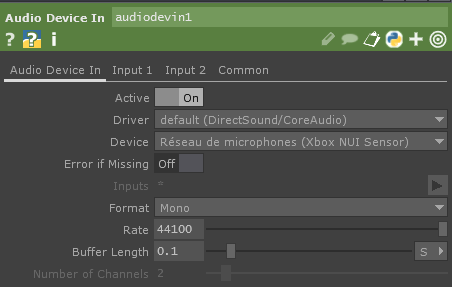 Audio Device In audiodevin1
? ? i
Audio Device In Input 1 Input 2 Common
Active On
Driver default (DirectSound/CoreAudio)
Device Réseau de microphones (Xbox NUI Sensor)
Error if Missing Off
Inputs *
Format Mono
Rate 44100
Buffer Length 0.1 S
Number of Channels 2